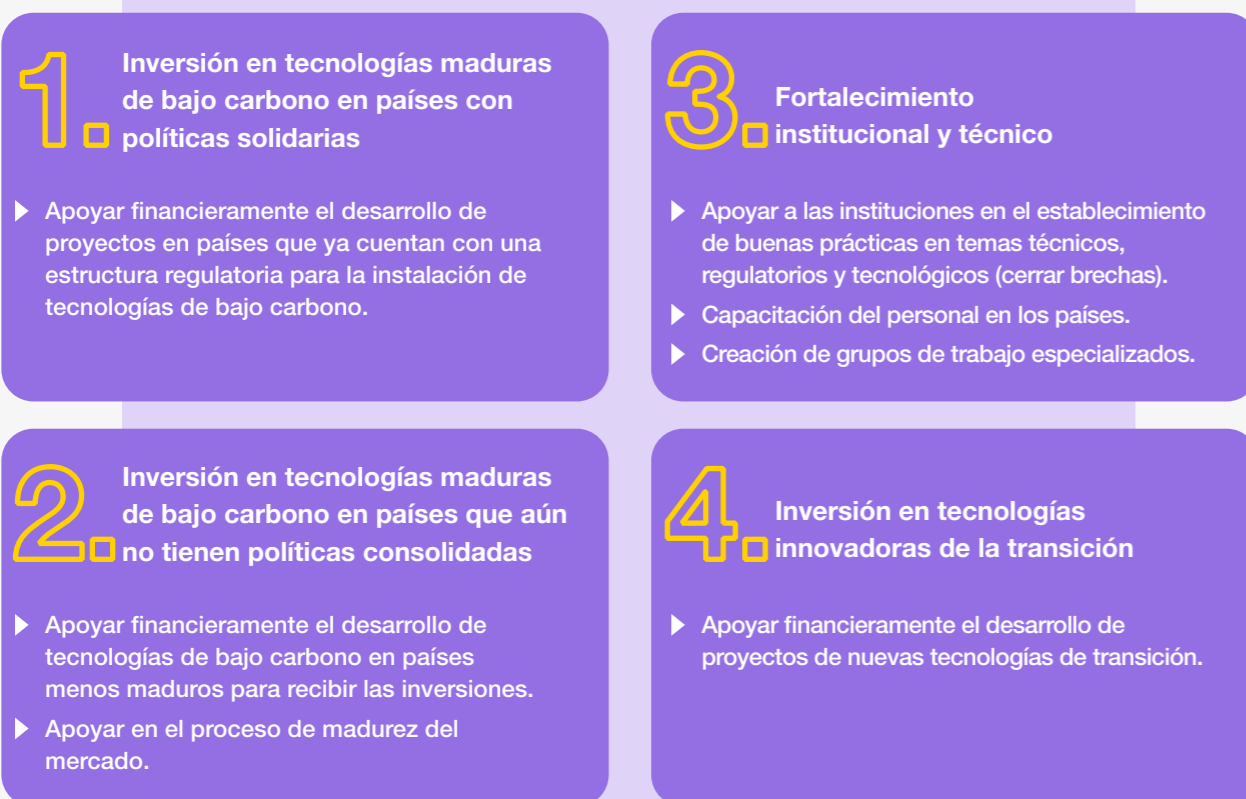 1.
Inversión en tecnologías maduras
de bajo carbono en países con
políticas solidarias
Apoyar financieramente el desarrollo de
proyectos en países que ya cuentan con una
estructura regulatoria para la instalación de
tecnologías de bajo carbono.
2.
Inversión en tecnologías maduras
de bajo carbono en países que aún
no tienen políticas consolidadas
Apoyar financieramente el desarrollo de
tecnologías de bajo carbono en países
menos maduros para recibir las inversiones.
Apoyar en el proceso de madurez del
mercado.
3.
Fortalecimiento
institucional y técnico
Apoyar a las instituciones en el establecimiento
de buenas prácticas en temas técnicos,
regulatorios y tecnológicos (cerrar brechas).
Capacitación del personal en los países.
Creación de grupos de trabajo especializados.
4.
Inversión en tecnologías
innovadoras de la transición
Apoyar financieramente el desarrollo de
proyectos de nuevas tecnologías de transición.